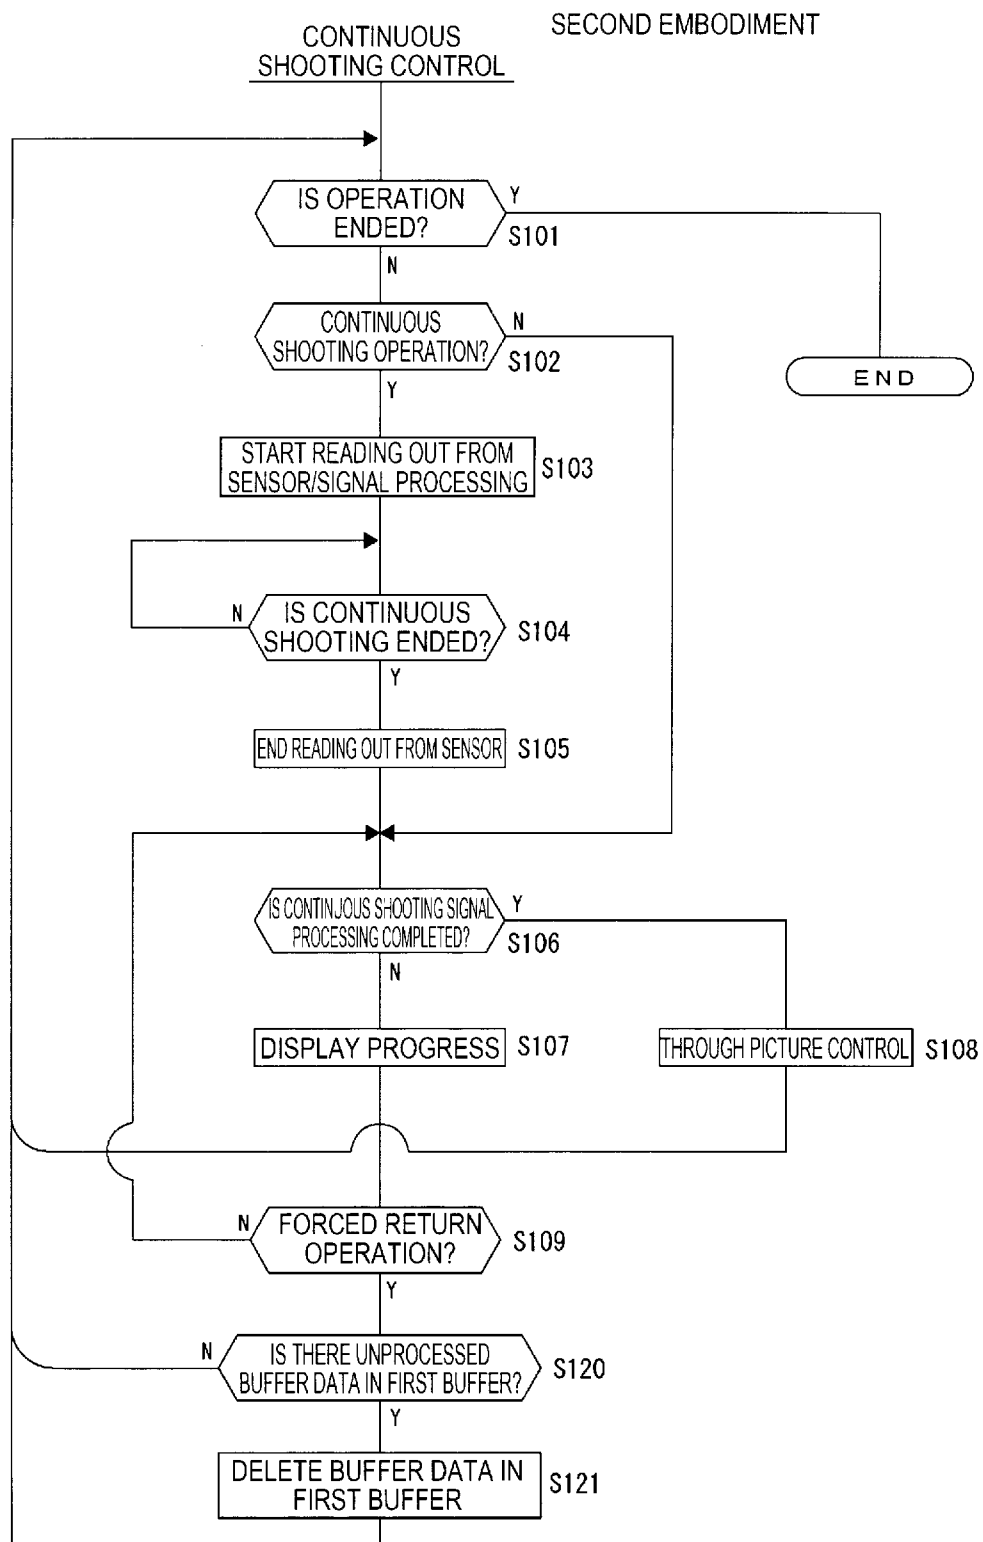 SECOND EMBODIMENT
CONTINUOUS
SHOOTING CONTROL
IS OPERATION
ENDED?
Y
S101
N
CONTINUOUS
SHOOTING OPERATION?
N
S102
Y
END
START READING OUT FROM
SENSOR/SIGNAL PROCESSING
S103
N
IS CONTINUOUS
SHOOTING ENDED?
S104
Y
END READING OUT FROM SENSOR
S105
IS CONTINJOUS SHOOTING SIGNAL
PROCESSING COMPLETED?
Y
S106
N
DISPLAY PROGRESS
S107
THROUGH PICTURE CONTROL
S108
N
FORCED RETURN
OPERATION?
S109
Y
N
IS THERE UNPROCESSED
BUFFER DATA IN FIRST BUFFER?
S120
Y
DELETE BUFFER DATA IN
FIRST BUFFER
S121